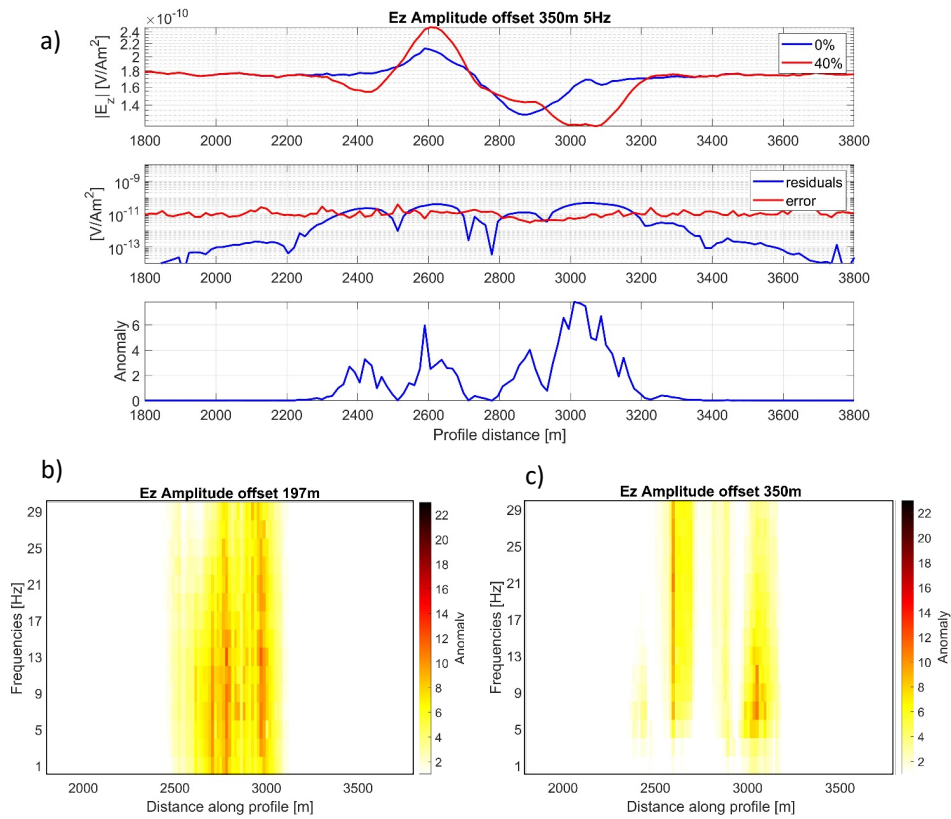 a)
Ez Amplitude offset 350m 5Hz
×10⁻¹⁰
|E_z| [V/Am²]
2.4
2.2
2
1.8
1.6
1.4
0%
40%
1800 2000 2200 2400 2600 2800 3000 3200 3400 3600 3800
[V/Am²]
10⁻⁹
10⁻¹¹
10⁻¹³
residuals
error
1800 2000 2200 2400 2600 2800 3000 3200 3400 3600 3800
Anomaly
6
4
2
0
1800 2000 2200 2400 2600 2800 3000 3200 3400 3600 3800
Profile distance [m]
b)
Ez Amplitude offset 197m
Frequencies [Hz]
29
25
21
17
13
9
5
1
2000 2500 3000 3500
Distance along profile [m]
22
20
18
16
14
12
10
8
6
4
2
Anomaly
c)
Ez Amplitude offset 350m
Frequencies [Hz]
29
25
21
17
13
9
5
1
2000 2500 3000 3500
Distance along profile [m]
22
20
18
16
14
12
10
8
6
4
2
Anomaly